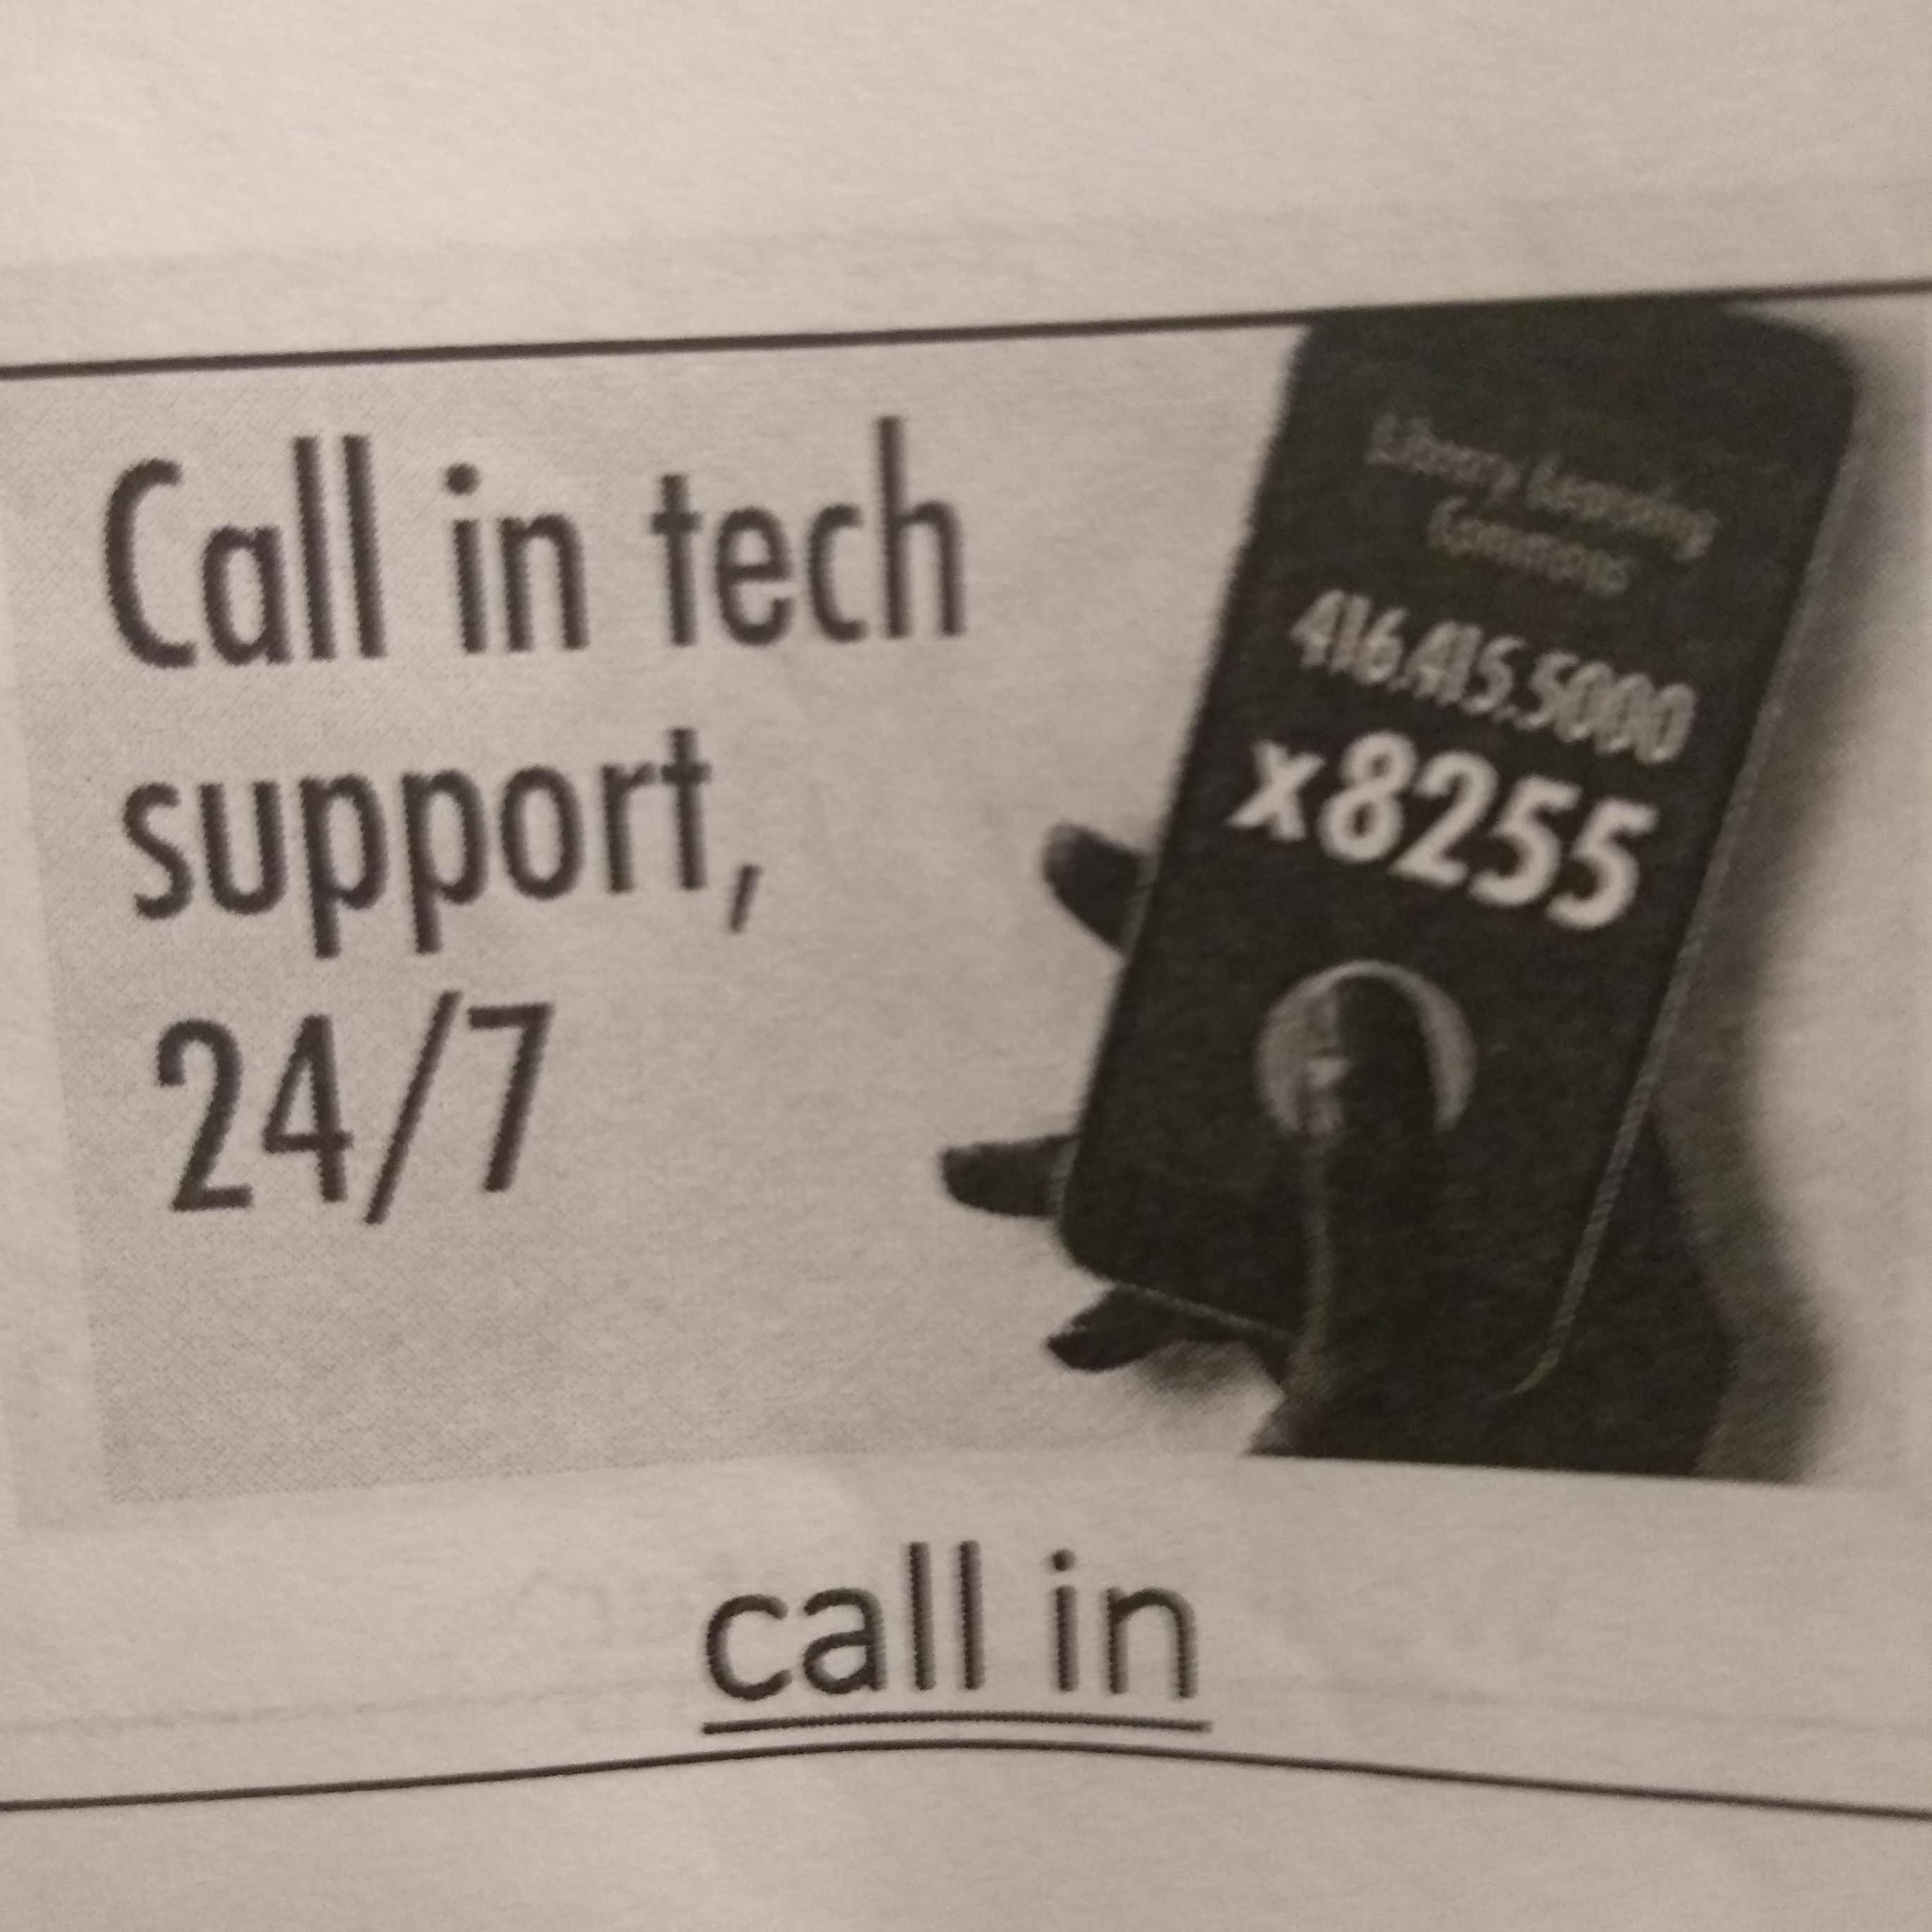 Call in tech
support,
24/7
Library Learning
Commons
416.415.5000
x8255
call in